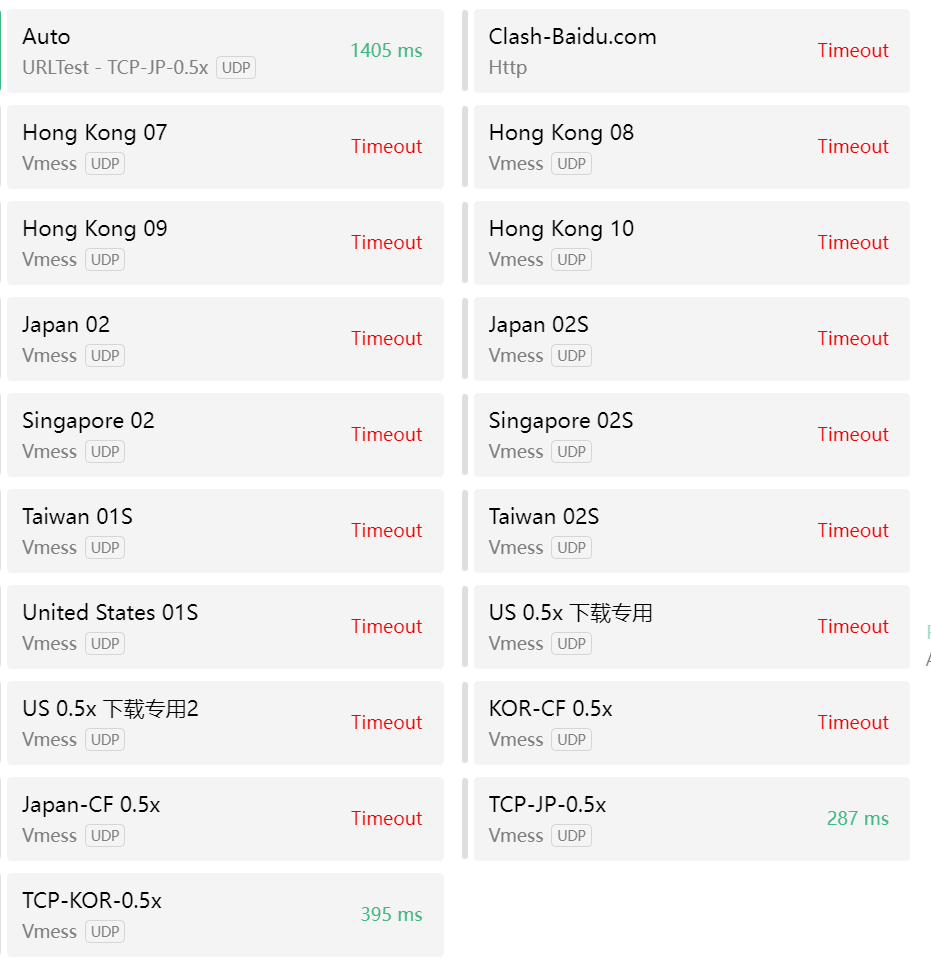 Auto
URLTest - TCP-JP-0.5x UDP
1405 ms
Clash-Baidu.com
Http
Timeout
Hong Kong 07
Vmess UDP
Timeout
Hong Kong 08
Vmess UDP
Timeout
Hong Kong 09
Vmess UDP
Timeout
Hong Kong 10
Vmess UDP
Timeout
Japan 02
Vmess UDP
Timeout
Japan 02S
Vmess UDP
Timeout
Singapore 02
Vmess UDP
Timeout
Singapore 02S
Vmess UDP
Timeout
Taiwan 01S
Vmess UDP
Timeout
Taiwan 02S
Vmess UDP
Timeout
United States 01S
Vmess UDP
Timeout
US 0.5x 下载专用
Vmess UDP
Timeout
US 0.5x 下载专用2
Vmess UDP
Timeout
KOR-CF 0.5x
Vmess UDP
Timeout
Japan-CF 0.5x
Vmess UDP
Timeout
TCP-JP-0.5x
Vmess UDP
287 ms
TCP-KOR-0.5x
Vmess UDP
395 ms